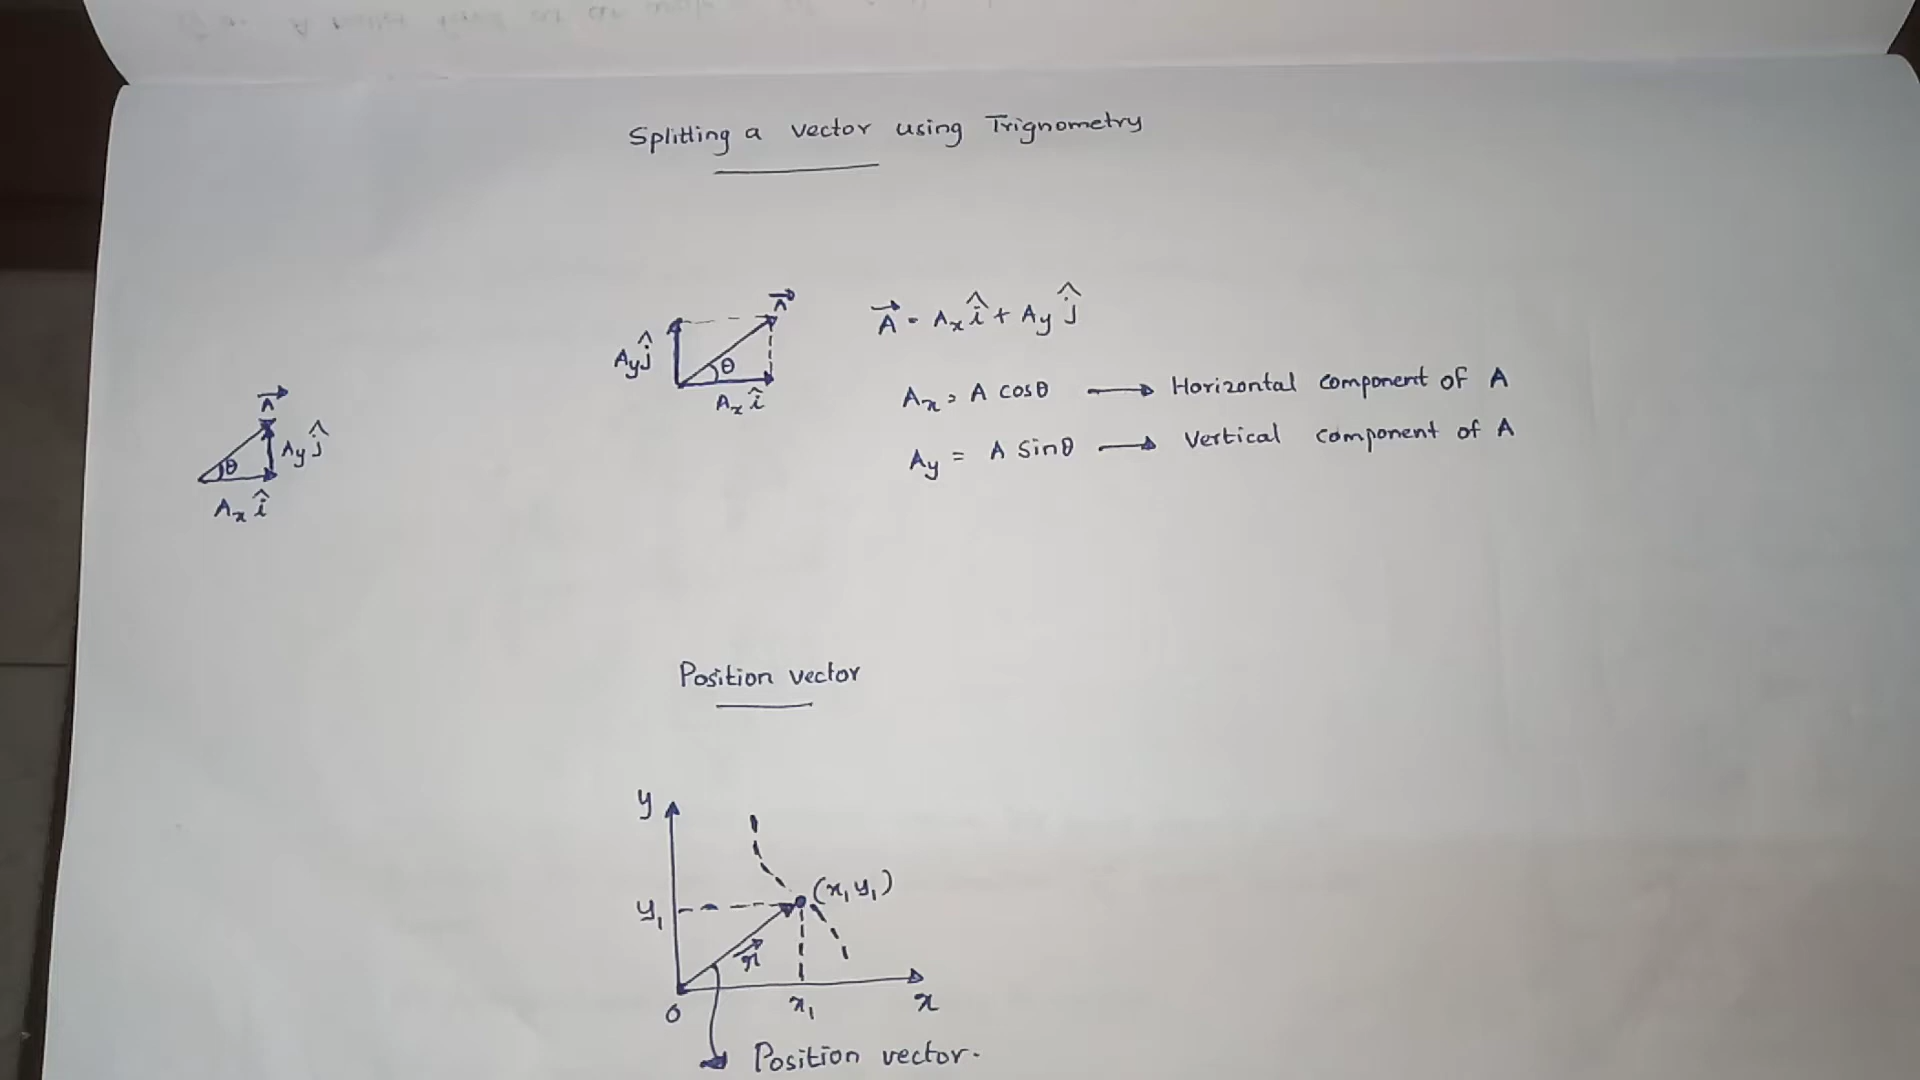 Splitting a vector using Trignometry
A⃗
Ayĵ
θ
Ax î
A⃗ = Ax î + Ay ĵ
Ax = A cosθ → Horizontal component of A
Ay = A sinθ → Vertical component of A
A⃗
θ
Ay ĵ
Ax î
Position vector
y
(x₁ y₁)
y₁
r⃗
0
x₁
x
Position vector.